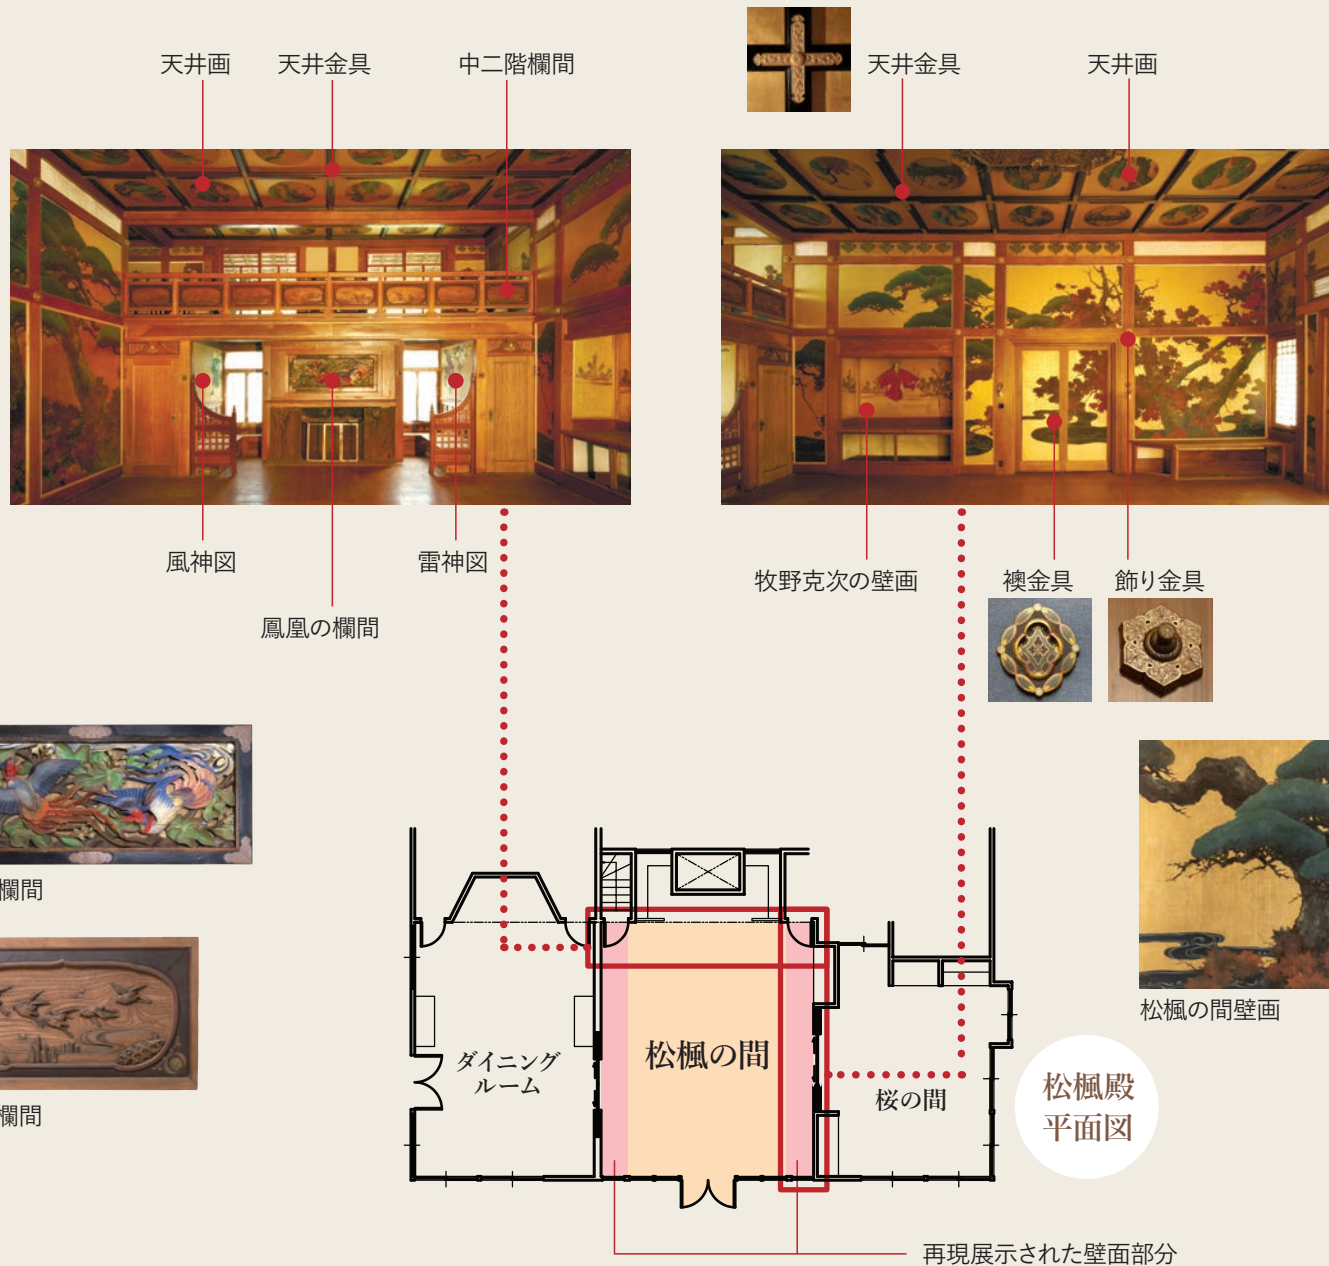 天井画
天井金具
中二階欄間
天井金具
天井画
風神図
鳳凰の欄間
雷神図
牧野克次の壁画
襖金具
飾り金具
欄間
欄間
松楓の間壁画
ダイニング
ルーム
松楓の間
桜の間
松楓殿
平面図
再現展示された壁面部分